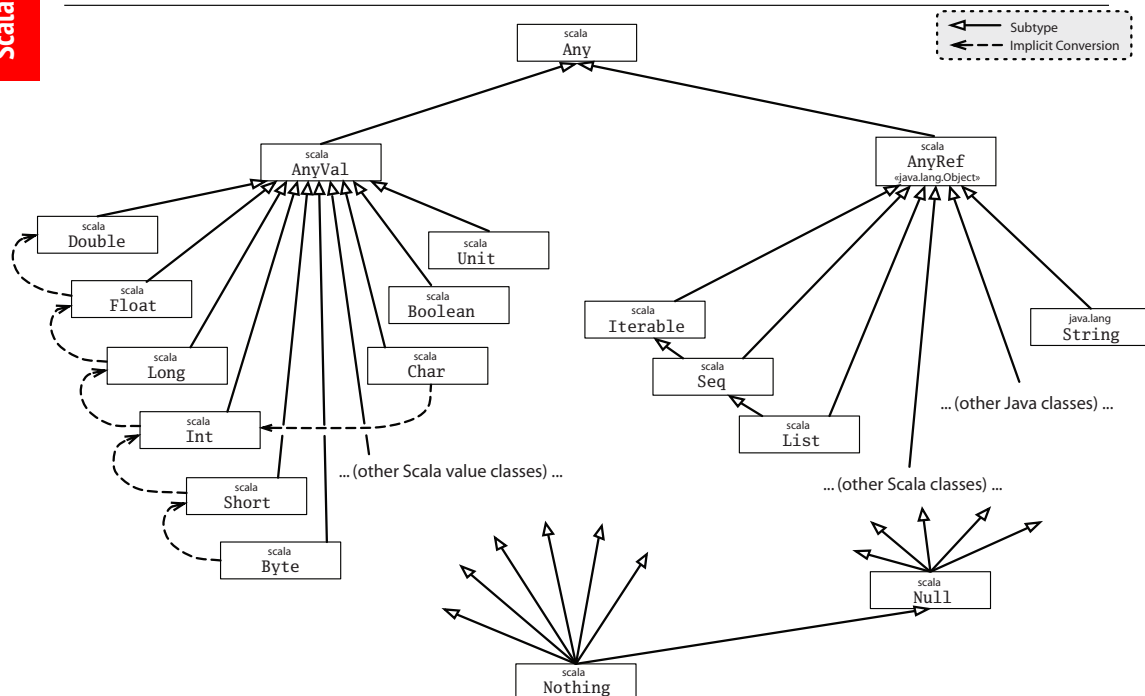 Scala
scala
Any
Subtype
Implicit Conversion
scala
AnyVal
scala
AnyRef
«java.lang.Object»
scala
Double
scala
Unit
scala
Float
scala
Boolean
scala
Iterable
java.lang
String
scala
Long
scala
Char
scala
Seq
... (other Java classes) ...
scala
Int
scala
List
... (other Scala value classes) ...
... (other Scala classes) ...
scala
Short
scala
Byte
scala
Null
scala
Nothing